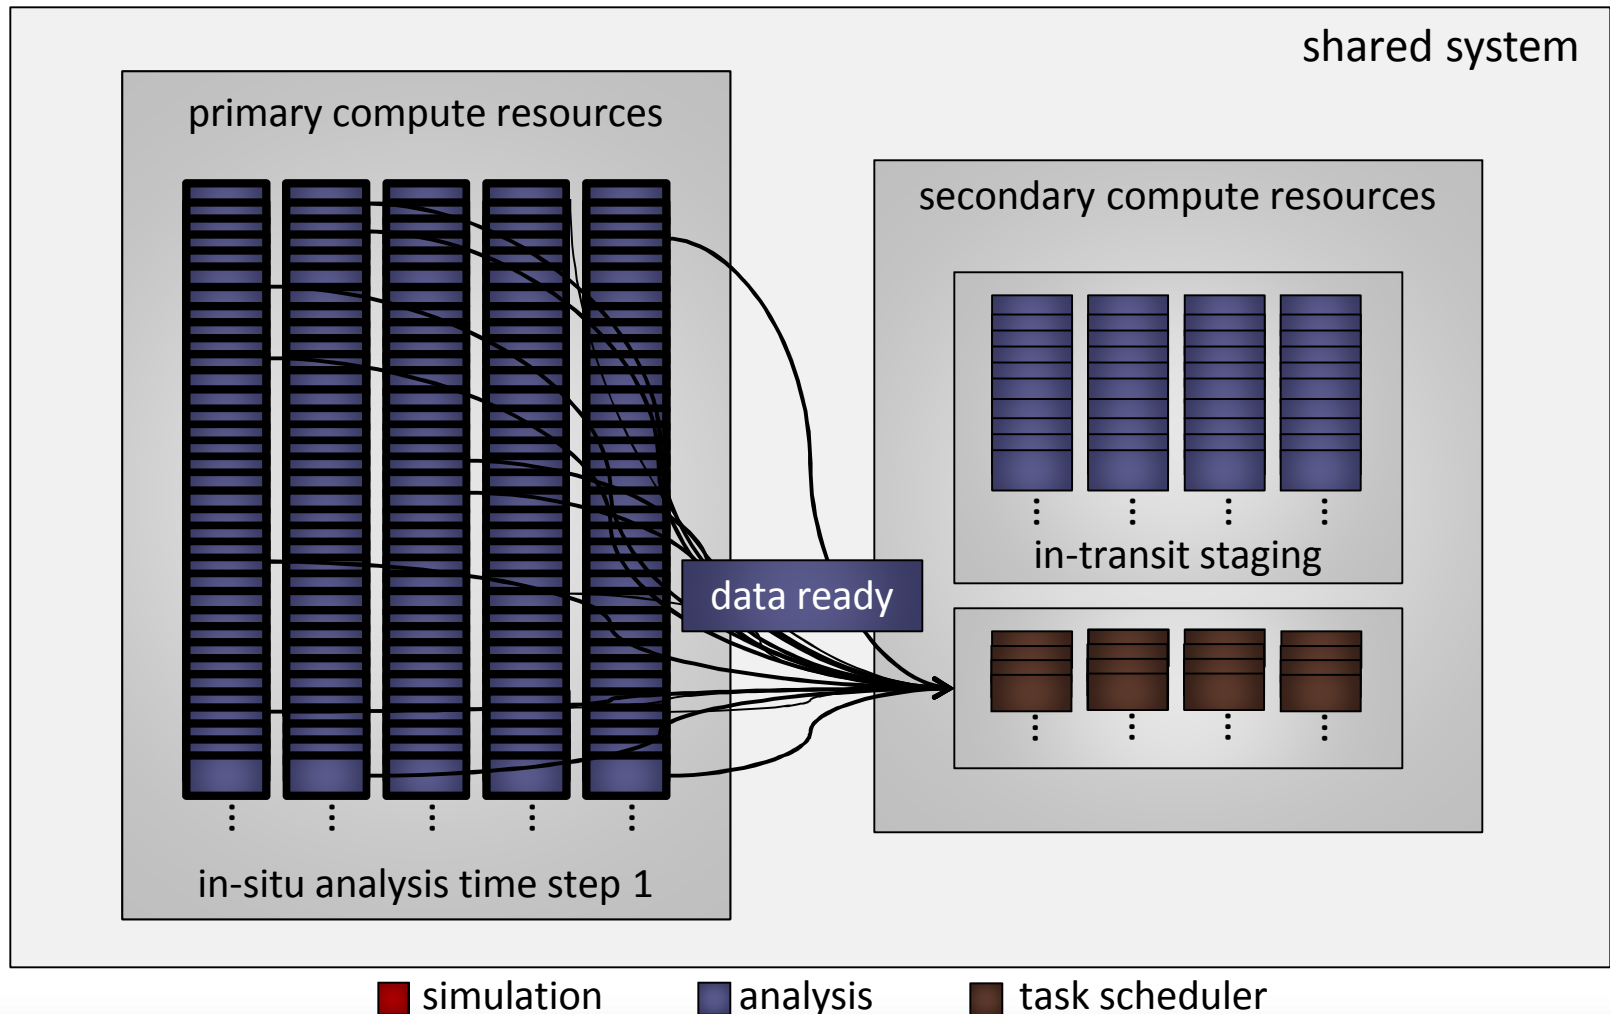 shared system
primary compute resources
secondary compute resources
in-transit staging
data ready
in-situ analysis time step 1
simulation
analysis
task scheduler